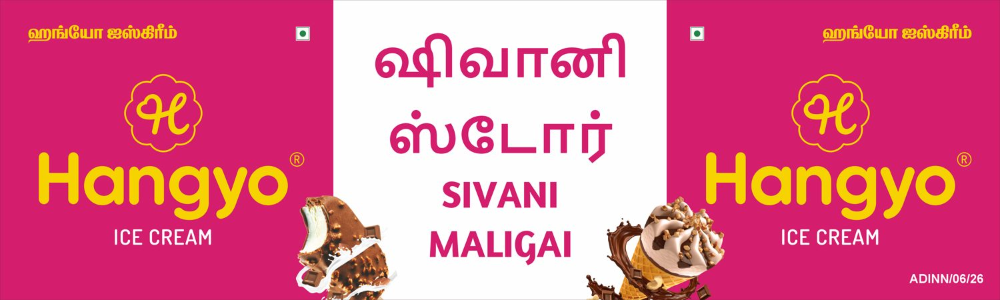 ஹங்யோ ஐஸ்கிரீம்
H
Hangyo®
ICE CREAM
ஷிவானி
ஸ்டோர்
SIVANI
MALIGAI
ஹங்யோ ஐஸ்கிரீம்
H
Hangyo®
ICE CREAM
ADINN/06/26